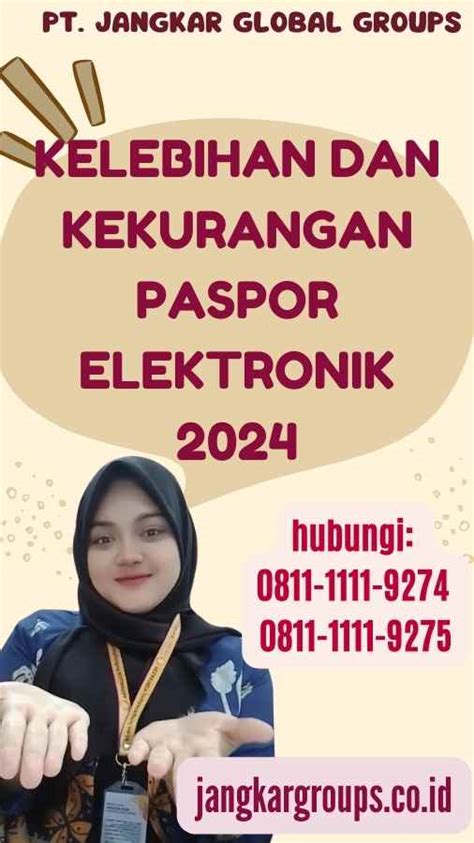 PT. JANGKAR GLOBAL GROUPS
KELEBIHAN DAN
KEKURANGAN
PASPOR
ELEKTRONIK
2024
hubungi:
0811-1111-9274
0811-1111-9275
jangkargroups.co.id